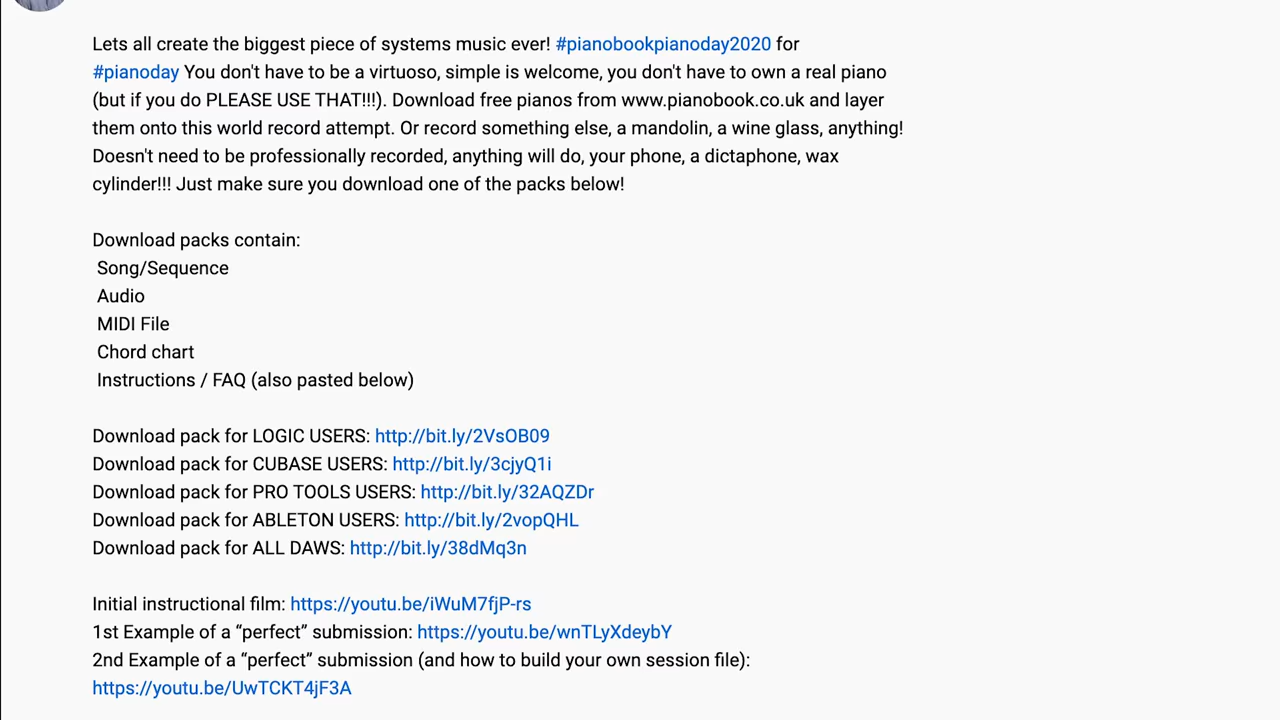 Lets all create the biggest piece of systems music ever! #pianobookpianoday2020 for
#pianoday You don't have to be a virtuoso, simple is welcome, you don't have to own a real piano
(but if you do PLEASE USE THAT!!!). Download free pianos from www.pianobook.co.uk and layer
them onto this world record attempt. Or record something else, a mandolin, a wine glass, anything!
Doesn't need to be professionally recorded, anything will do, your phone, a dictaphone, wax
cylinder!!! Just make sure you download one of the packs below!
Download packs contain:
Song/Sequence
Audio
MIDI File
Chord chart
Instructions / FAQ (also pasted below)
Download pack for LOGIC USERS: http://bit.ly/2VsOB09
Download pack for CUBASE USERS: http://bit.ly/3cjyQ1i
Download pack for PRO TOOLS USERS: http://bit.ly/32AQZDr
Download pack for ABLETON USERS: http://bit.ly/2vopQHL
Download pack for ALL DAWS: http://bit.ly/38dMq3n
Initial instructional film: https://youtu.be/iWuM7fjP-rs
1st Example of a “perfect” submission: https://youtu.be/wnTLyXdeybY
2nd Example of a “perfect” submission (and how to build your own session file):
https://youtu.be/UwTCKT4jF3A